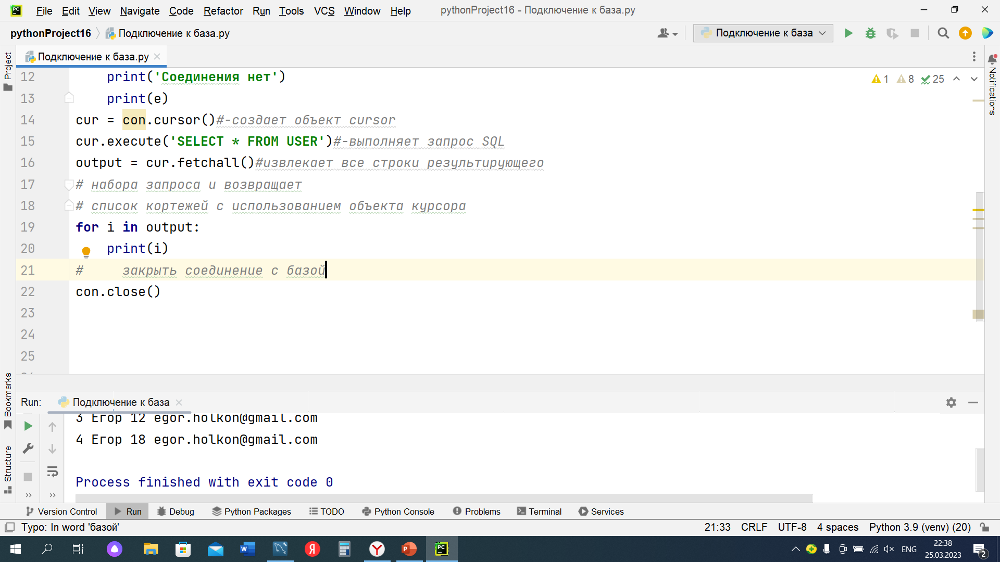 File Edit View Navigate Code Refactor Run Tools VCS Window Help pythonProject16 - Подключение к база.py
pythonProject16 Подключение к база.py Подключение к база
Подключение к база.py
12 print('Соединения нет')
1 8 25
13 print(e)
14 cur = con.cursor()#-создает объект cursor
15 cur.execute('SELECT * FROM USER')#-выполняет запрос SQL
16 output = cur.fetchall()#извлекает все строки результирующего
17 # набора запроса и возвращает
18 # список кортежей с использованием объекта курсора
19 for i in output:
20 print(i)
21 # закрыть соединение с базой
22 con.close()
23
24
25
Project
Bookmarks
Structure
Notifications
Run: Подключение к база
3 Егор 12 egor.holkon@gmail.com
4 Егор 18 egor.holkon@gmail.com
Process finished with exit code 0
Version Control Run Debug Python Packages TODO Python Console Problems Terminal Services
Typo: In word 'базой' 21:33 CRLF UTF-8 4 spaces Python 3.9 (venv) (20)
ENG 22:38
25.03.2023
2